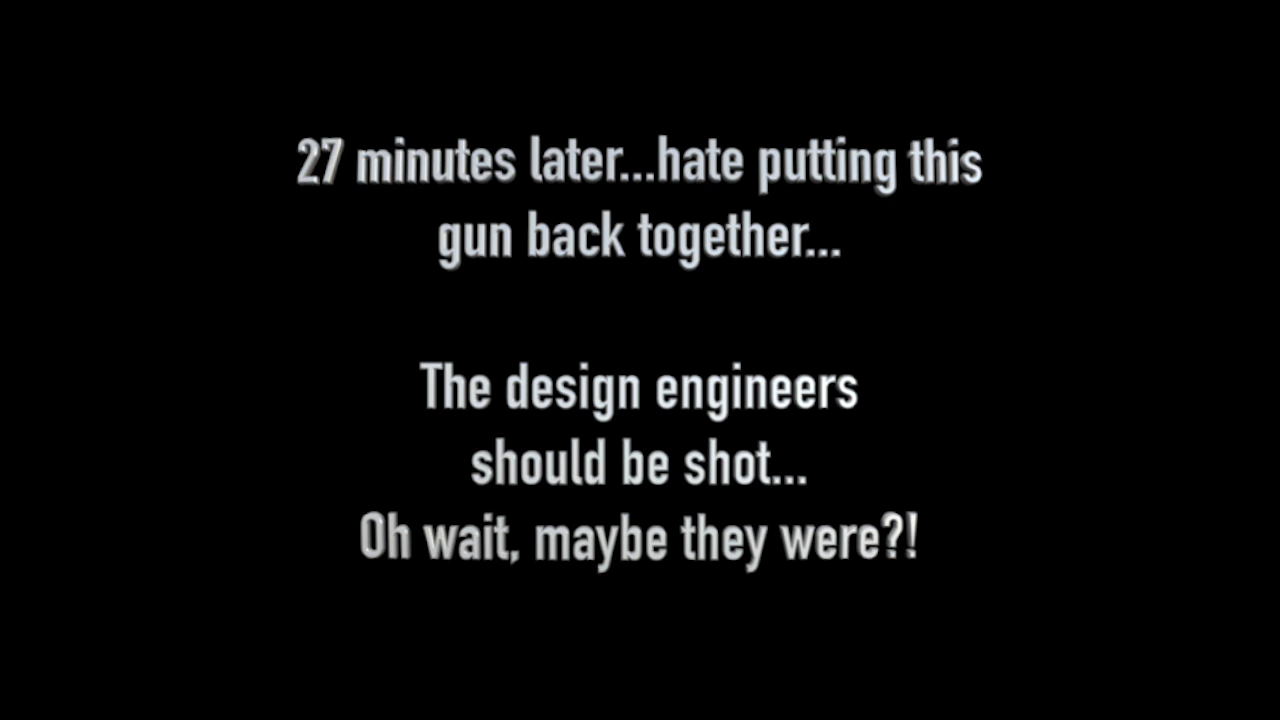 27 minutes later...hate putting this
gun back together...
The design engineers
should be shot...
Oh wait, maybe they were?!